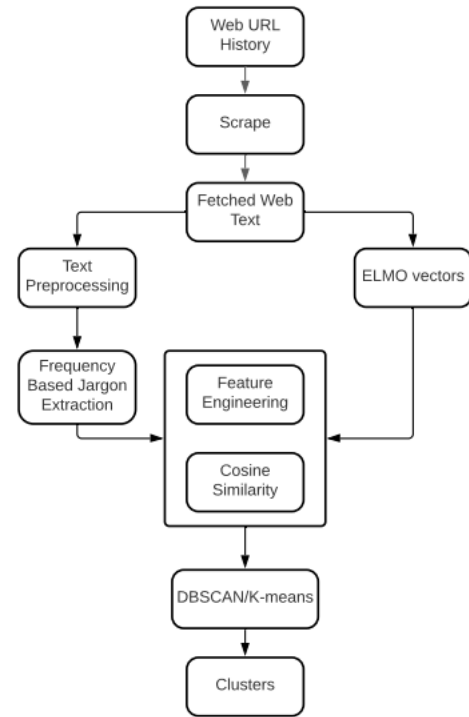 Web URL
History
Scrape
Fetched Web
Text
Text
Preprocessing
ELMO vectors
Frequency
Based Jargon
Extraction
Feature
Engineering
Cosine
Similarity
DBSCAN/K-means
Clusters